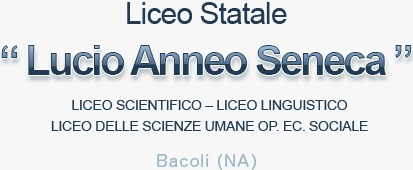 Liceo Statale
“ Lucio Anneo Seneca ”
LICEO SCIENTIFICO – LICEO LINGUISTICO
LICEO DELLE SCIENZE UMANE OP. EC. SOCIALE
Bacoli (NA)